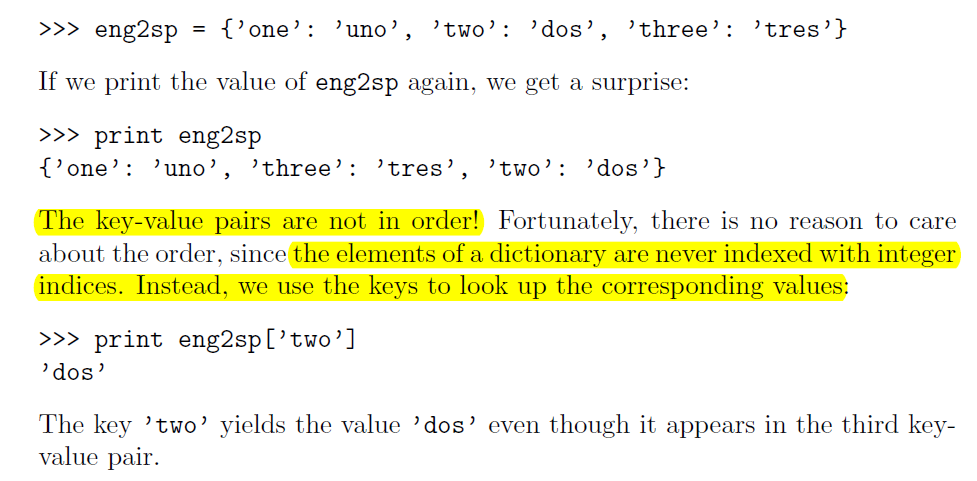 >>> eng2sp = {’one’: ’uno’, ’two’: ’dos’, ’three’: ’tres’}
If we print the value of eng2sp again, we get a surprise:
>>> print eng2sp
{’one’: ’uno’, ’three’: ’tres’, ’two’: ’dos’}
The key-value pairs are not in order! Fortunately, there is no reason to care
about the order, since the elements of a dictionary are never indexed with integer
indices. Instead, we use the keys to look up the corresponding values:
>>> print eng2sp[’two’]
’dos’
The key ’two’ yields the value ’dos’ even though it appears in the third key-
value pair.